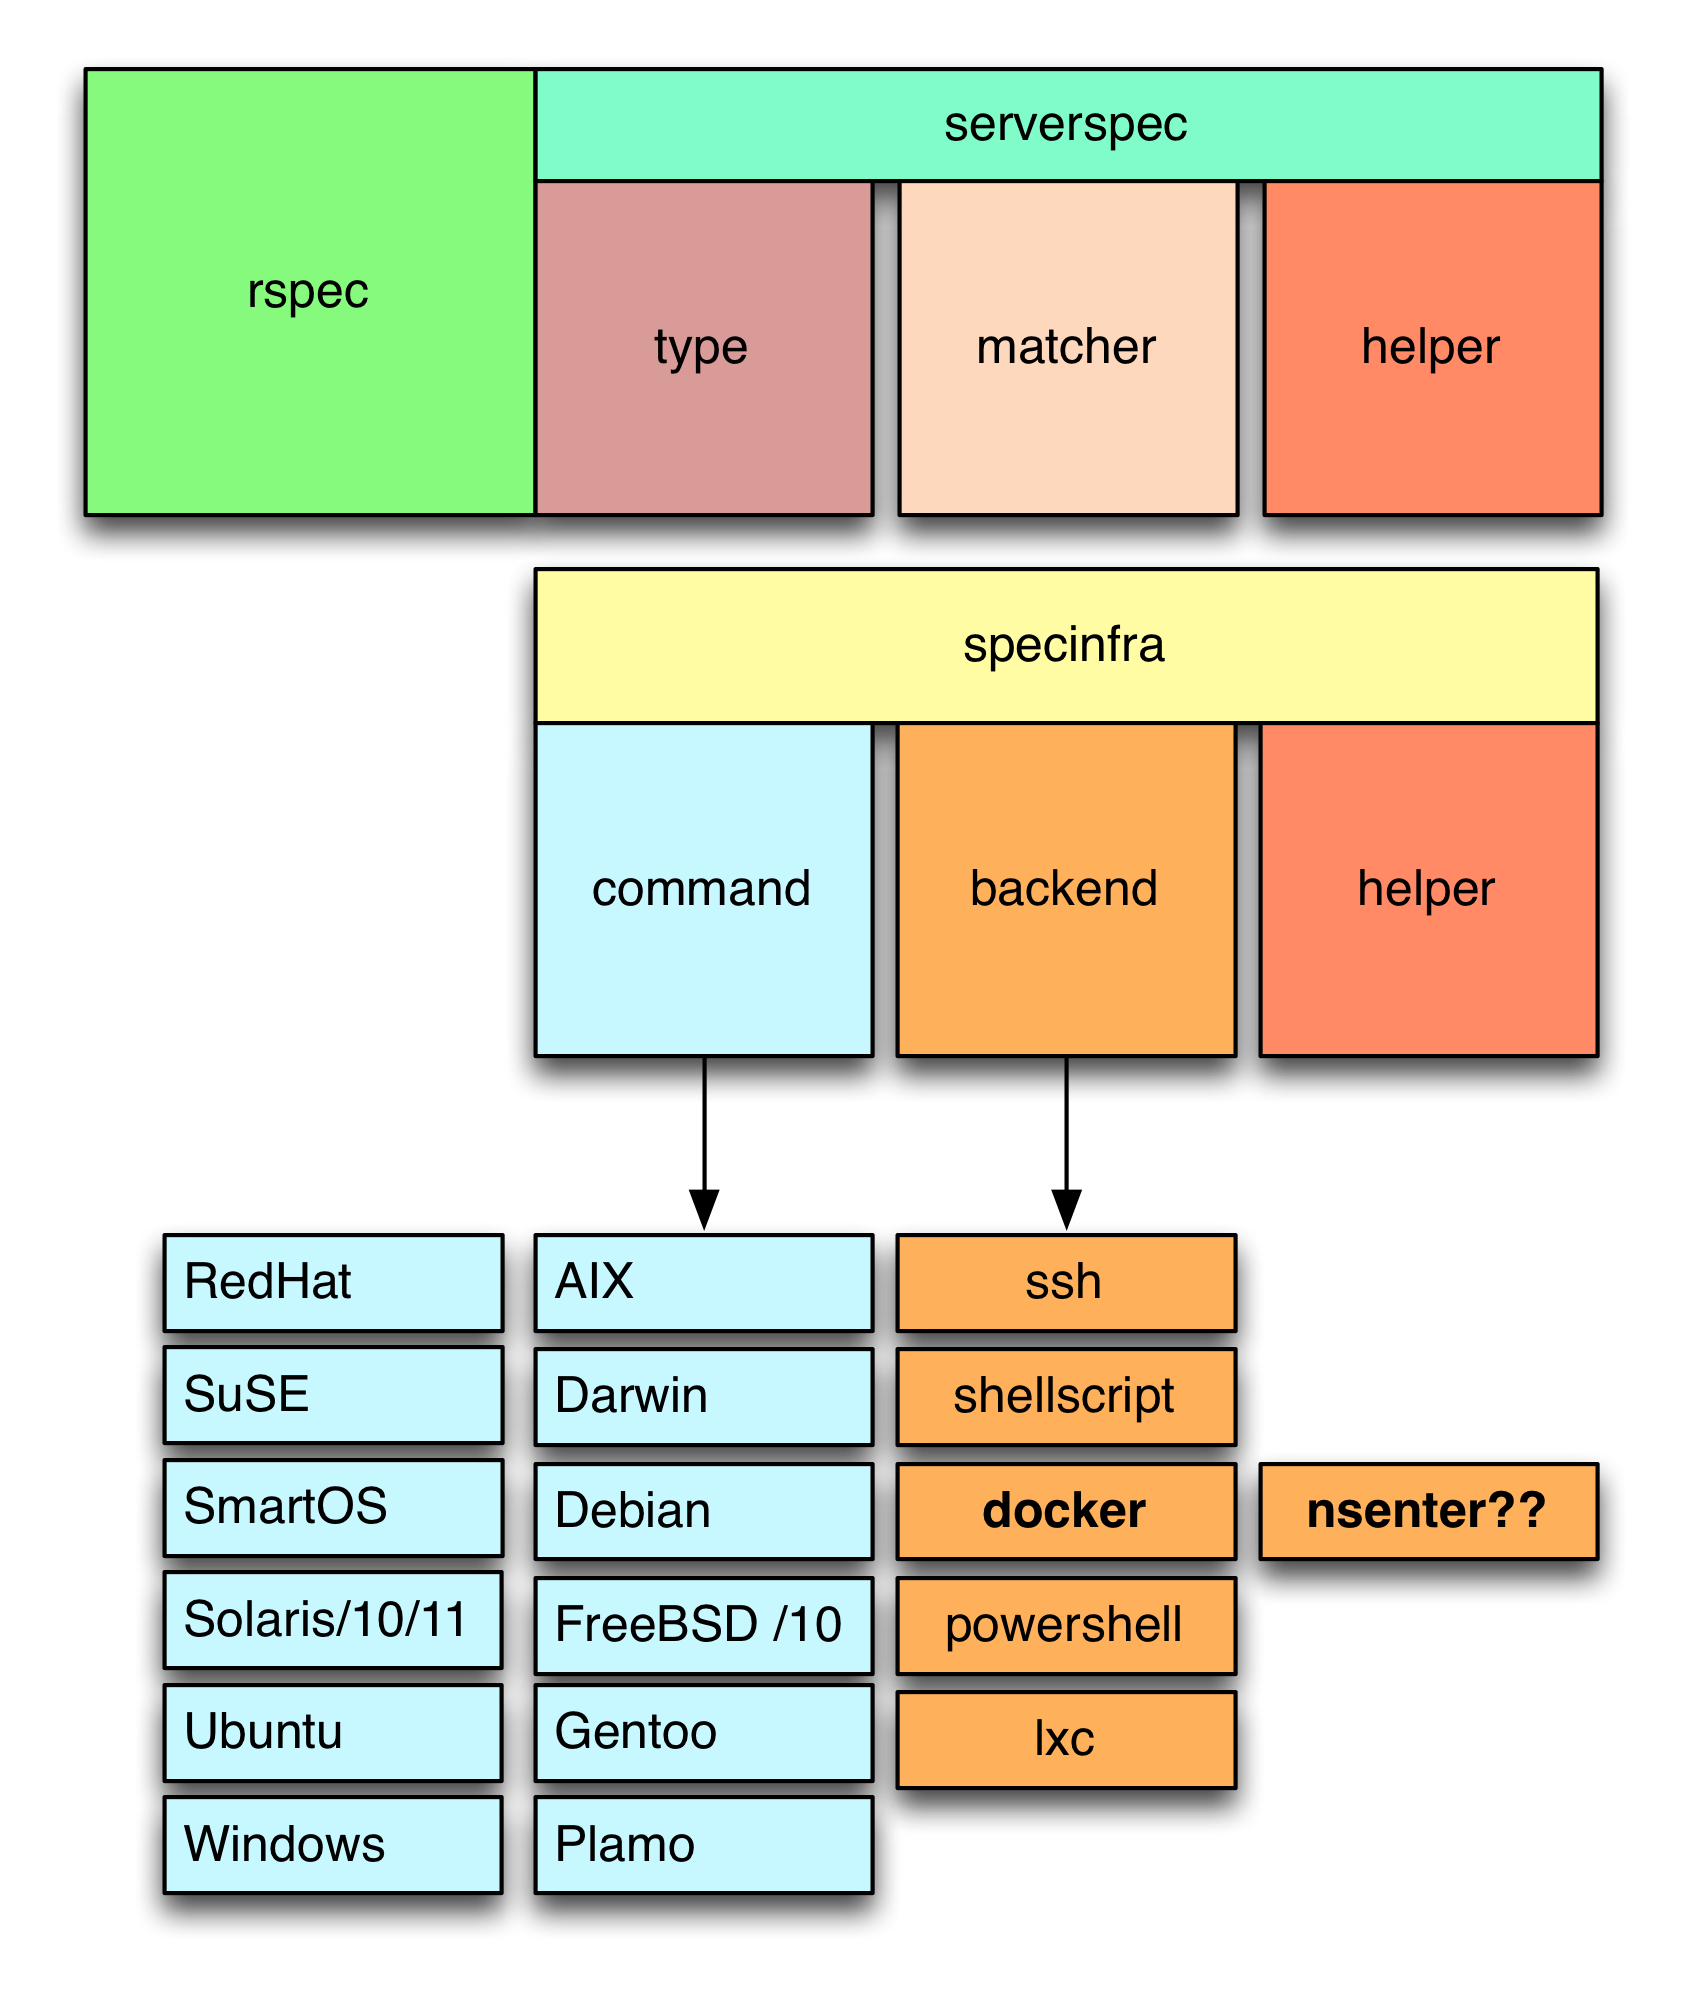 rspec
serverspec
type
matcher
helper
specinfra
command
backend
helper
RedHat
AIX
ssh
SuSE
Darwin
shellscript
SmartOS
Debian
docker
nsenter??
Solaris/10/11
FreeBSD /10
powershell
Ubuntu
Gentoo
lxc
Windows
Plamo